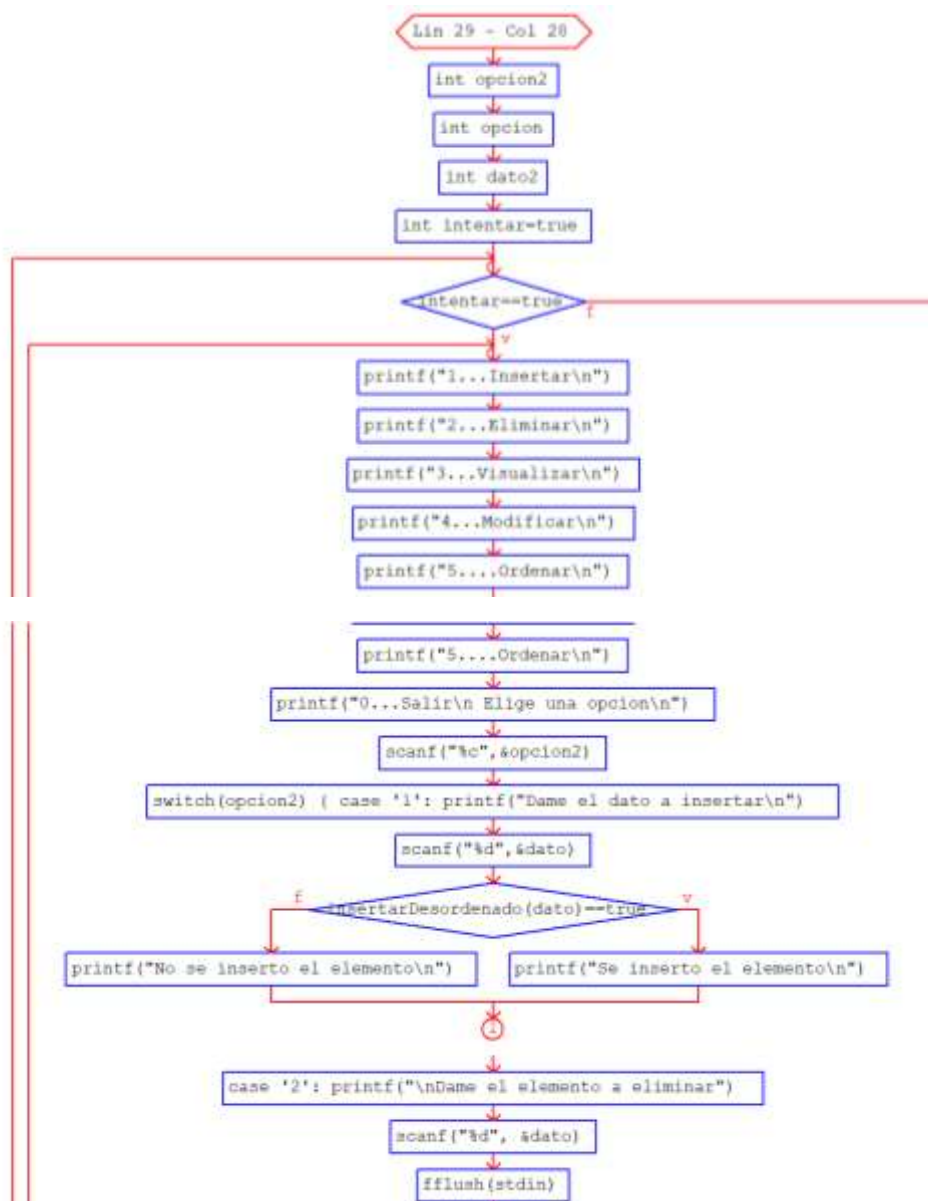 Lin 29 - Col 28
int opcion2
int opcion
int dato2
int intentar=true
intentar==true
f
v
printf("1...Insertar\n")
printf("2...Eliminar\n")
printf("3...Visualizar\n")
printf("4...Modificar\n")
printf("5....Ordenar\n")
printf("5....Ordenar\n")
printf("0...Salir\n Elige una opcion\n")
scanf("%c",&opcion2)
switch(opcion2) { case '1': printf("Dame el dato a insertar\n")
scanf("%d",&dato)
f
v
insertarDesordenado(dato)==true
printf("No se inserto el elemento\n")
printf("Se inserto el elemento\n")
1
case '2': printf("\nDame el elemento a eliminar")
scanf("%d", &dato)
fflush(stdin)